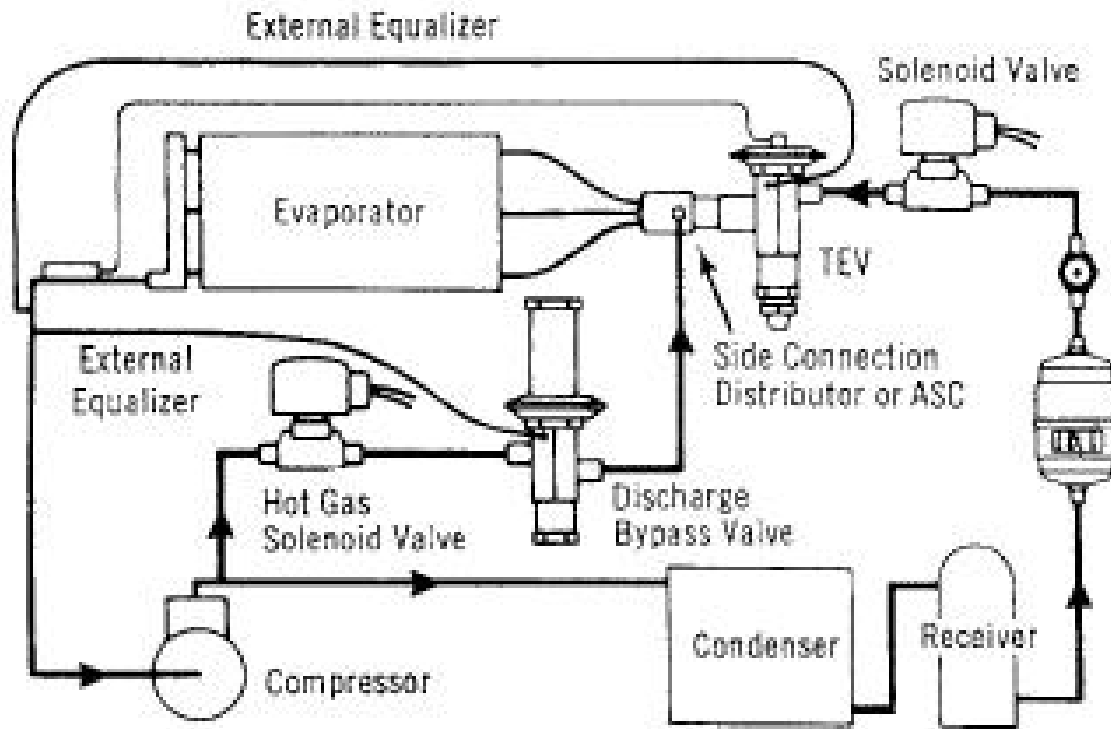 External Equalizer
Solenoid Valve
Evaporator
TEV
External
Equalizer
Side Connection
Distributor or ASC
Hot Gas
Solenoid Valve
Discharge
Bypass Valve
Condenser
Receiver
Compressor